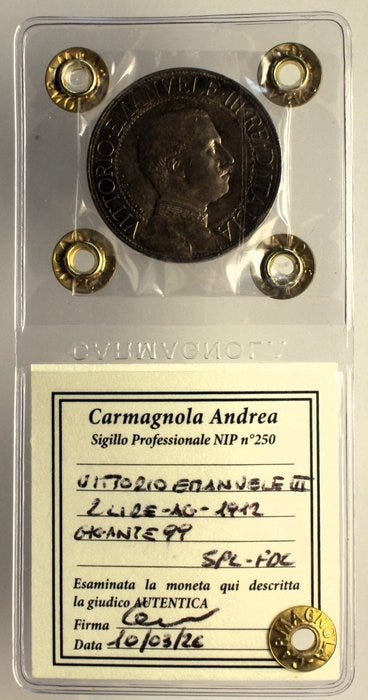 VITTORIO·EMANVELE·III·RE·D'ITALIA
CARMAGNOLA
Carmagnola Andrea
Sigillo Professionale NIP n°250
VITTORIO EMANUELE III
2 LIRE - AG - 1912
GIGANTE 99
SPL-FDC
Esaminata la moneta qui descritta
la giudico AUTENTICA
Firma
Data 10/03/26